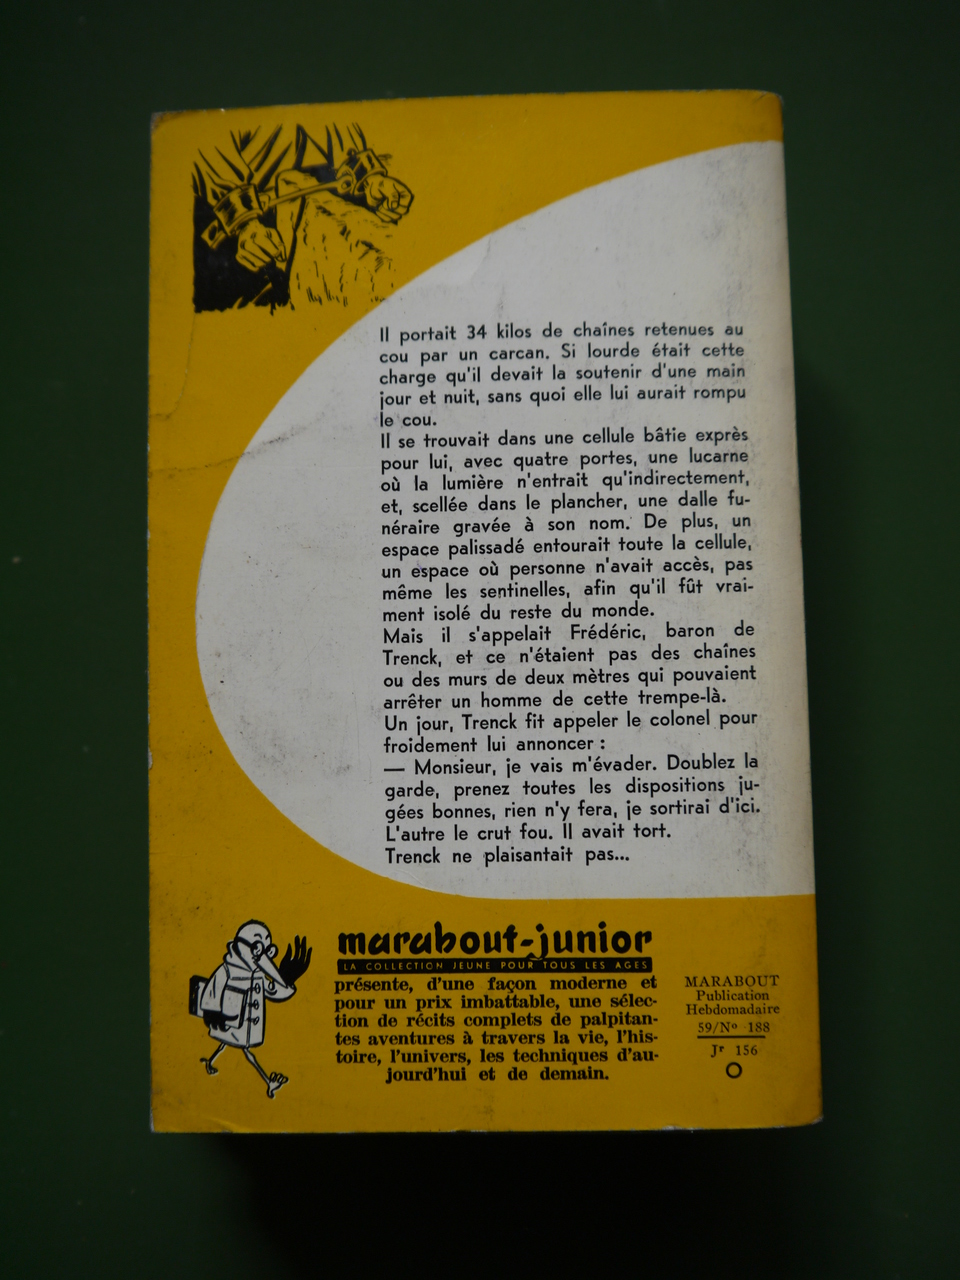 Il portait 34 kilos de chaînes retenues au
cou par un carcan. Si lourde était cette
charge qu'il devait la soutenir d'une main
jour et nuit, sans quoi elle lui aurait rompu
le cou.
Il se trouvait dans une cellule bâtie exprès
pour lui, avec quatre portes, une lucarne
où la lumière n'entrait qu'indirectement,
et, scellée dans le plancher, une dalle fu-
néraire gravée à son nom. De plus, un
espace palissadé entourait toute la cellule,
un espace où personne n'avait accès, pas
même les sentinelles, afin qu'il fût vrai-
ment isolé du reste du monde.
Mais il s'appelait Frédéric, baron de
Trenck, et ce n'étaient pas des chaînes
ou des murs de deux mètres qui pouvaient
arrêter un homme de cette trempe-là.
Un jour, Trenck fit appeler le colonel pour
froidement lui annoncer :
— Monsieur, je vais m'évader. Doublez la
garde, prenez toutes les dispositions ju-
gées bonnes, rien n'y fera, je sortirai d'ici.
L'autre le crut fou. Il avait tort.
Trenck ne plaisantait pas...
marabout-junior
LA COLLECTION JEUNE POUR TOUS LES AGES
présente, d'une façon moderne et
pour un prix imbattable, une sélec-
tion de récits complets de palpitan-
tes aventures à travers la vie, l'his-
toire, l'univers, les techniques d'au-
jourd'hui et de demain.
MARABOUT
Publication
Hebdomadaire
59/Nº 188
Jr 156
O